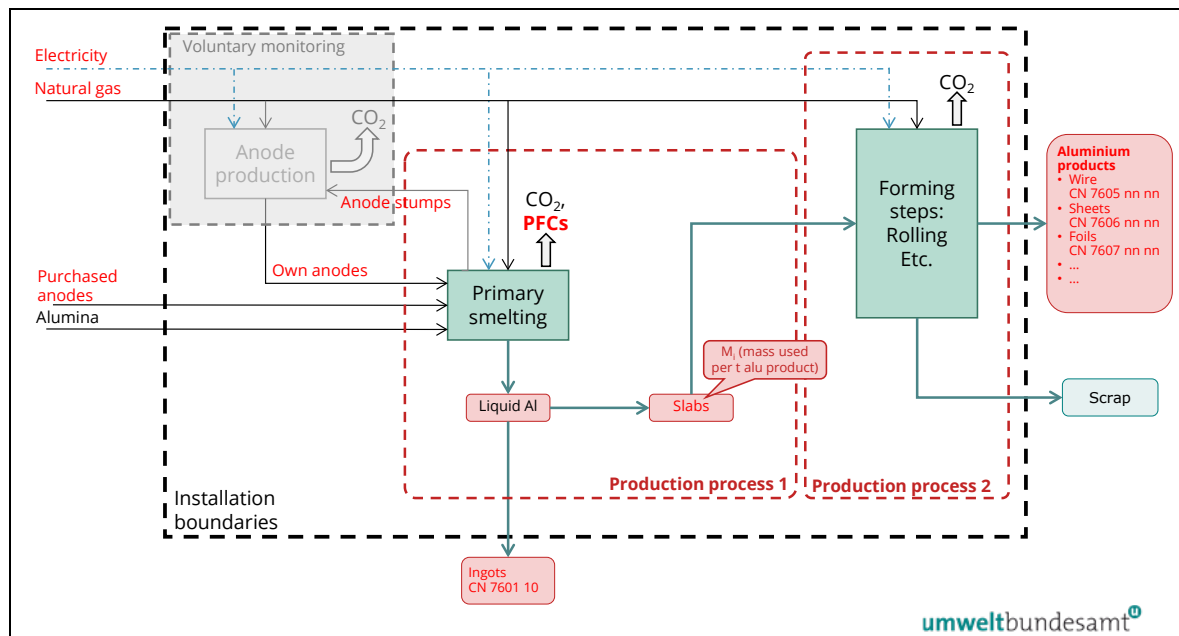 Voluntary monitoring
Electricity
Natural gas
CO2
CO2
Anode
production
Anode stumps
CO2,
PFCs
Forming
steps:
Rolling
Etc.
Aluminium
products
• Wire
CN 7605 nn nn
• Sheets
CN 7606 nn nn
• Foils
CN 7607 nn nn
• ...
• ...
Own anodes
Purchased
anodes
Alumina
Primary
smelting
Mi (mass used
per t alu product)
Liquid Al
Slabs
Scrap
Production process 1
Production process 2
Installation
boundaries
Ingots
CN 7601 10
umweltbundesamt u